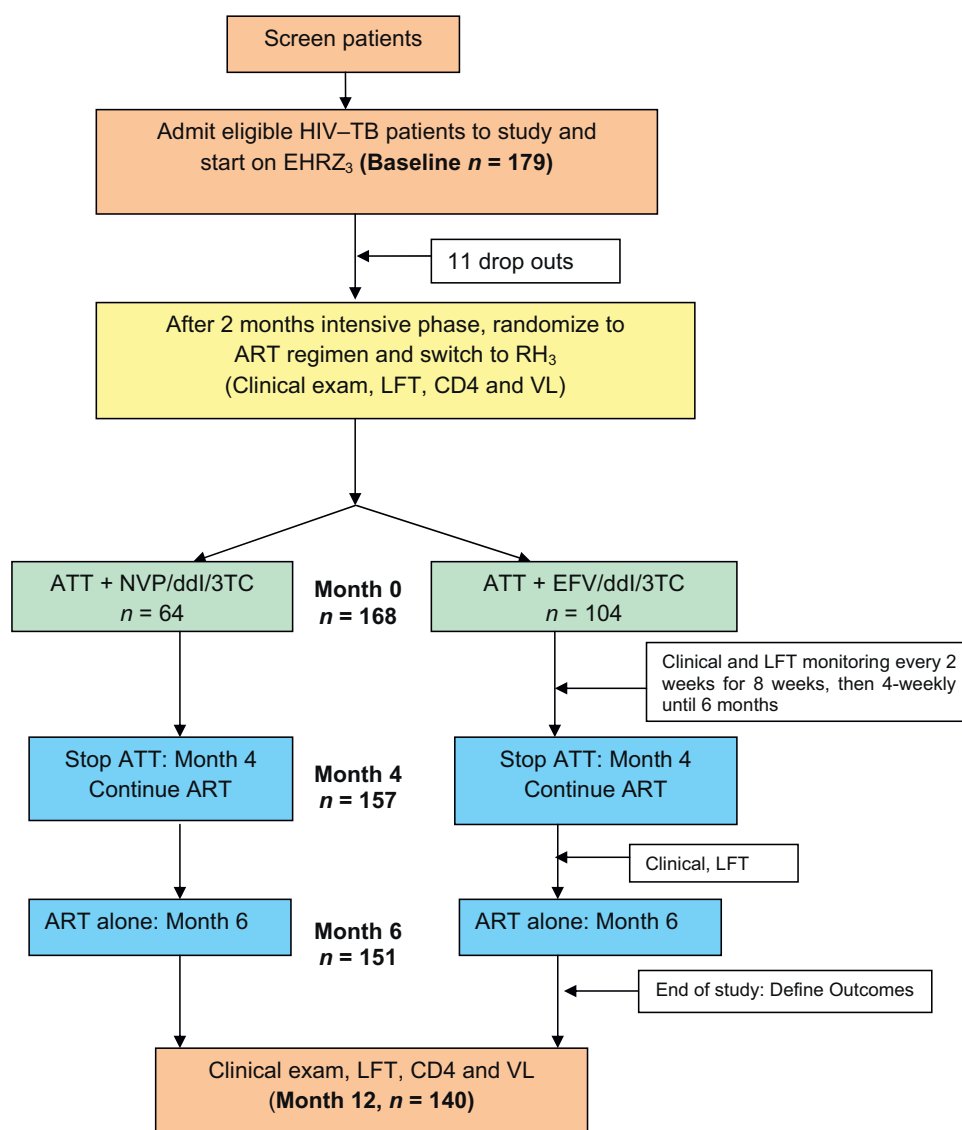 Screen patients
Admit eligible HIV–TB patients to study and
start on EHRZ₃ (Baseline n = 179)
11 drop outs
After 2 months intensive phase, randomize to
ART regimen and switch to RH₃
(Clinical exam, LFT, CD4 and VL)
ATT + NVP/ddI/3TC
n = 64
Month 0
n = 168
ATT + EFV/ddI/3TC
n = 104
Clinical and LFT monitoring every 2
weeks for 8 weeks, then 4-weekly
until 6 months
Stop ATT: Month 4
Continue ART
Month 4
n = 157
Stop ATT: Month 4
Continue ART
Clinical, LFT
ART alone: Month 6
Month 6
n = 151
ART alone: Month 6
End of study: Define Outcomes
Clinical exam, LFT, CD4 and VL
(Month 12, n = 140)